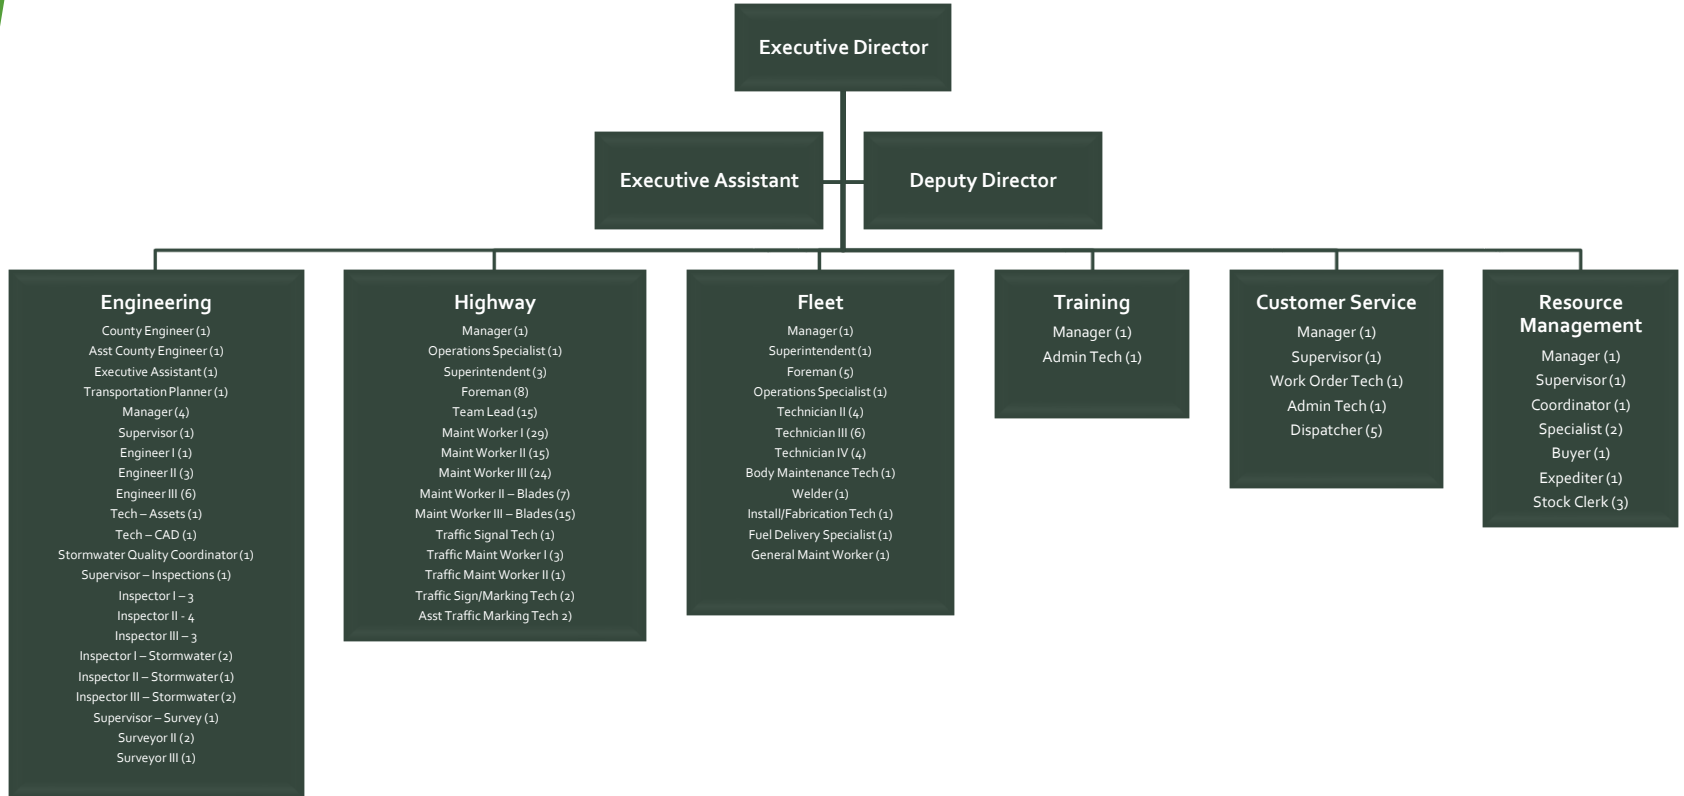 Executive Director
Executive Assistant
Deputy Director
Engineering
County Engineer (1)
Asst County Engineer (1)
Executive Assistant (1)
Transportation Planner (1)
Manager (4)
Supervisor (1)
Engineer I (1)
Engineer II (3)
Engineer III (6)
Tech – Assets (1)
Tech – CAD (1)
Stormwater Quality Coordinator (1)
Supervisor – Inspections (1)
Inspector I – 3
Inspector II - 4
Inspector III – 3
Inspector I – Stormwater (2)
Inspector II – Stormwater (1)
Inspector III – Stormwater (2)
Supervisor – Survey (1)
Surveyor II (2)
Surveyor III (1)
Highway
Manager (1)
Operations Specialist (1)
Superintendent (3)
Foreman (8)
Team Lead (15)
Maint Worker I (29)
Maint Worker II (15)
Maint Worker III (24)
Maint Worker II – Blades (7)
Maint Worker III – Blades (15)
Traffic Signal Tech (1)
Traffic Maint Worker I (3)
Traffic Maint Worker II (1)
Traffic Sign/Marking Tech (2)
Asst Traffic Marking Tech 2)
Fleet
Manager (1)
Superintendent (1)
Foreman (5)
Operations Specialist (1)
Technician II (4)
Technician III (6)
Technician IV (4)
Body Maintenance Tech (1)
Welder (1)
Install/Fabrication Tech (1)
Fuel Delivery Specialist (1)
General Maint Worker (1)
Training
Manager (1)
Admin Tech (1)
Customer Service
Manager (1)
Supervisor (1)
Work Order Tech (1)
Admin Tech (1)
Dispatcher (5)
Resource
Management
Manager (1)
Supervisor (1)
Coordinator (1)
Specialist (2)
Buyer (1)
Expediter (1)
Stock Clerk (3)